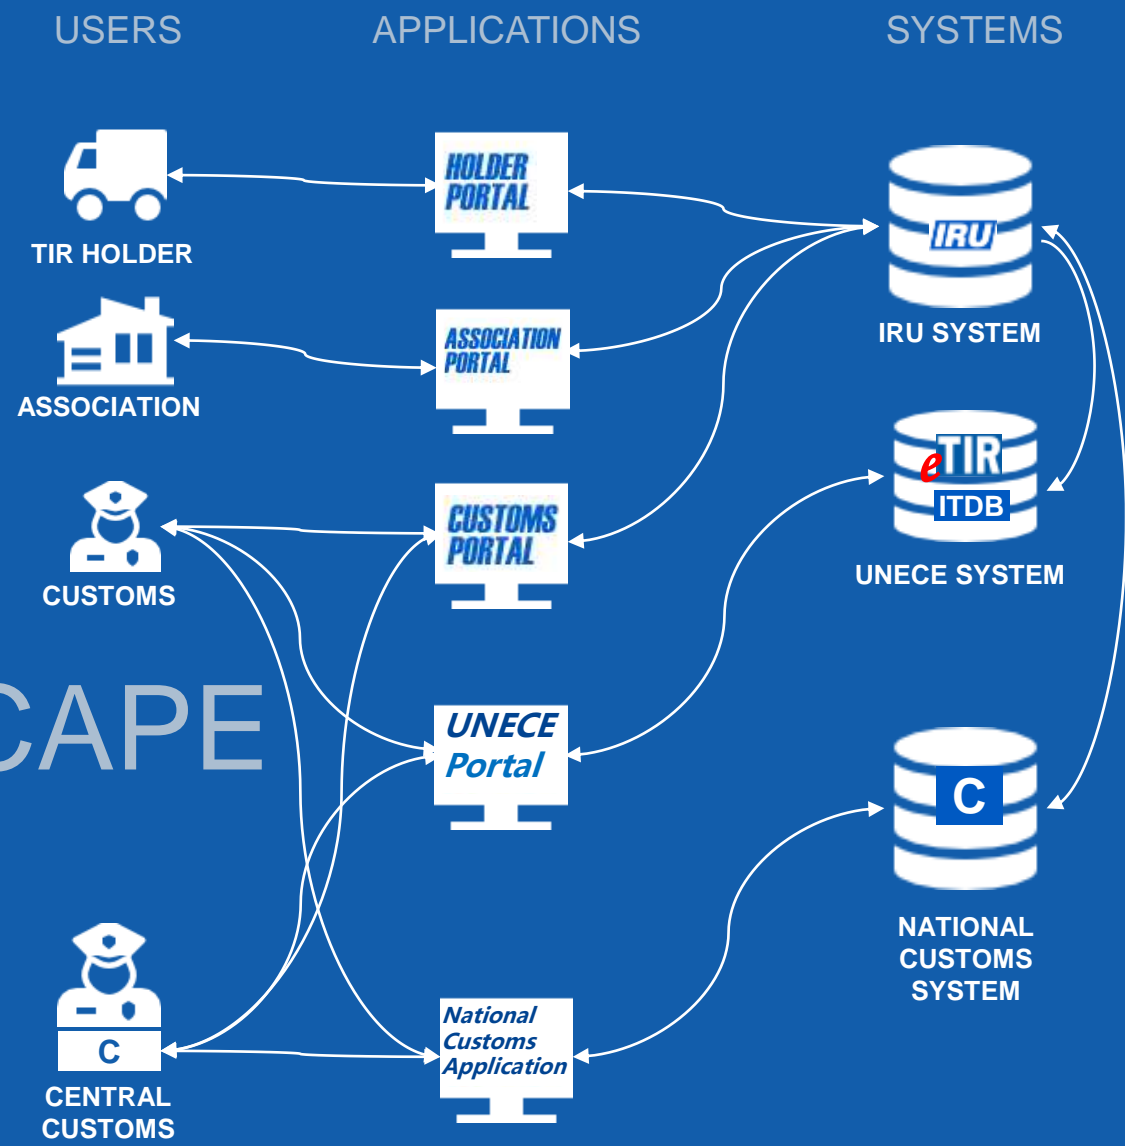 USERS
APPLICATIONS
SYSTEMS
HOLDER
PORTAL
IRU
TIR HOLDER
IRU SYSTEM
ASSOCIATION
PORTAL
ASSOCIATION
eTIR
ITDB
CUSTOMS
PORTAL
UNECE SYSTEM
CUSTOMS
CAPE
UNECE
Portal
C
NATIONAL
CUSTOMS
SYSTEM
National
Customs
Application
C
CENTRAL
CUSTOMS